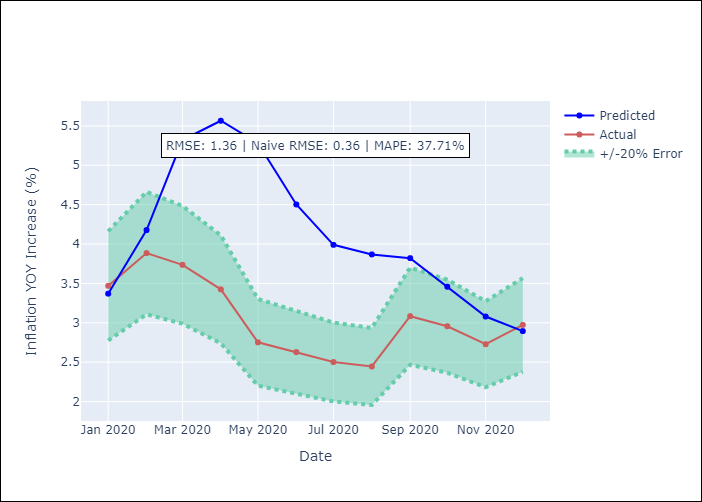 Predicted
Actual
+/-20% Error
RMSE: 1.36 | Naive RMSE: 0.36 | MAPE: 37.71%
Inflation YOY Increase (%)
5.5
5
4.5
4
3.5
3
2.5
2
Jan 2020 Mar 2020 May 2020 Jul 2020 Sep 2020 Nov 2020
Date